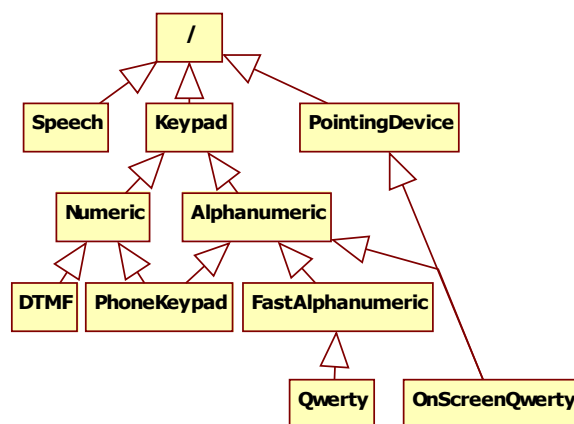 /
Speech
Keypad
PointingDevice
Numeric
Alphanumeric
DTMF
PhoneKeypad
FastAlphanumeric
Qwerty
OnScreenQwerty